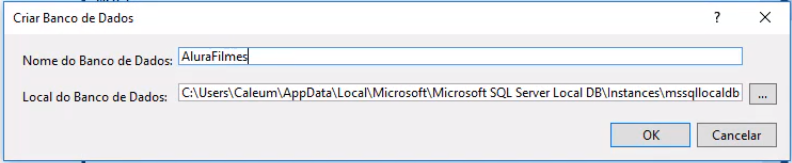 Criar Banco de Dados ?
Nome do Banco de Dados: AluraFilmes
Local do Banco de Dados: C:\Users\Caleum\AppData\Local\Microsoft\Microsoft SQL Server Local DB\Instances\mssqllocaldb ...
OK Cancelar